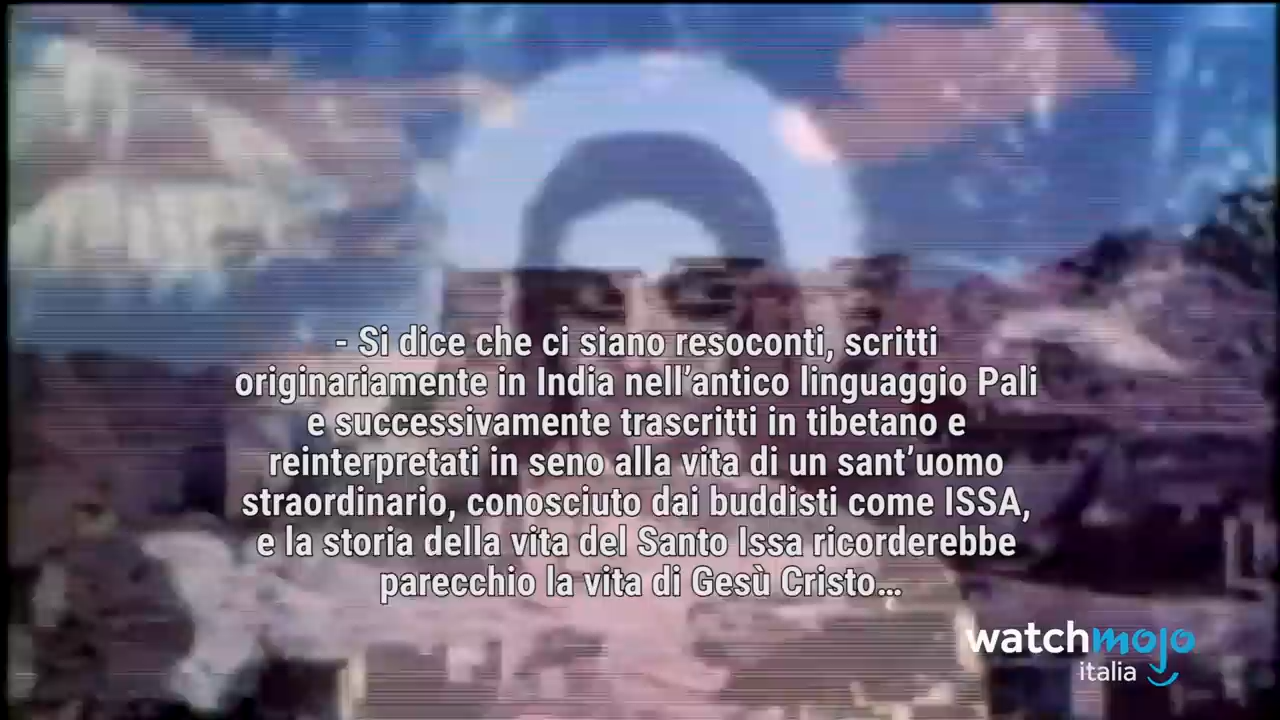 - Si dice che ci siano resoconti, scritti
originariamente in India nell’antico linguaggio Pali
e successivamente trascritti in tibetano e
reinterpretati in seno alla vita di un sant’uomo
straordinario, conosciuto dai buddisti come ISSA,
e la storia della vita del Santo Issa ricorderebbe
parecchio la vita di Gesù Cristo…
watchmojo
italia